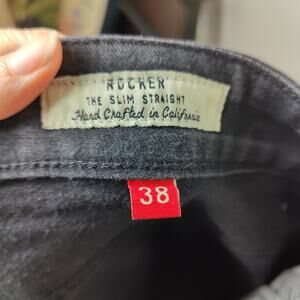 ROCKER
THE SLIM STRAIGHT
Hand Crafted in California
38